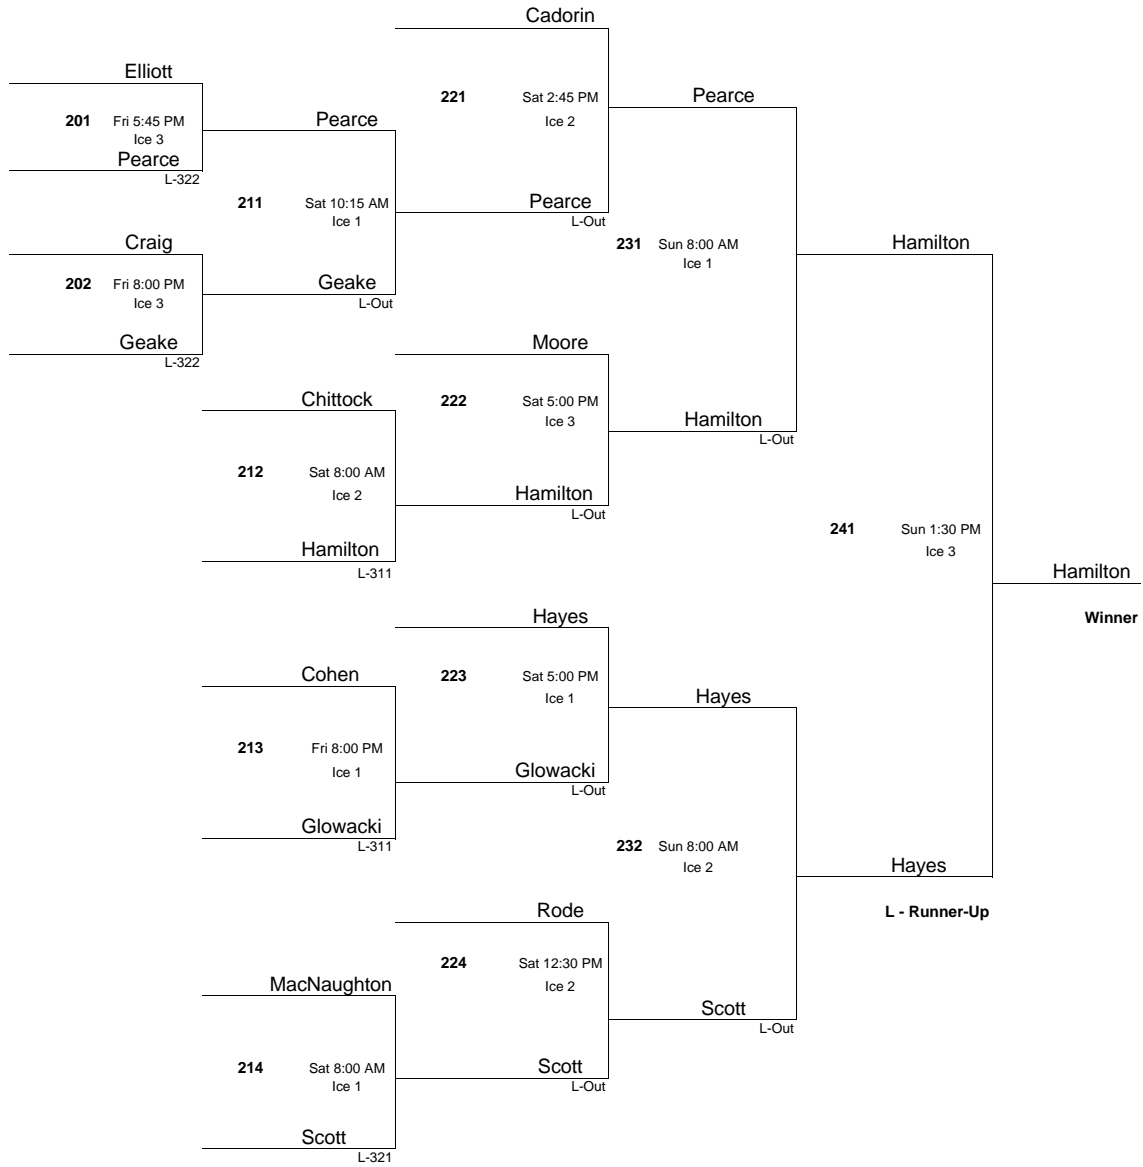 Cadorin
Elliott
221 Sat 2:45 PM
Ice 2
Pearce
201 Fri 5:45 PM
Ice 3
Pearce
Pearce
L-322
211 Sat 10:15 AM
Ice 1
Pearce
L-Out
Craig
231 Sun 8:00 AM
Ice 1
Hamilton
202 Fri 8:00 PM
Ice 3
Geake
L-Out
Geake
L-322
Moore
Chittock
222 Sat 5:00 PM
Ice 3
Hamilton
L-Out
212 Sat 8:00 AM
Ice 2
Hamilton
L-Out
241 Sun 1:30 PM
Ice 3
Hamilton
L-311
Hamilton
Winner
Hayes
Cohen
223 Sat 5:00 PM
Ice 1
Hayes
213 Fri 8:00 PM
Ice 1
Glowacki
L-Out
Glowacki
L-311
232 Sun 8:00 AM
Ice 2
Hayes
L - Runner-Up
Rode
224 Sat 12:30 PM
Ice 2
MacNaughton
Scott
L-Out
214 Sat 8:00 AM
Ice 1
Scott
L-Out
Scott
L-321